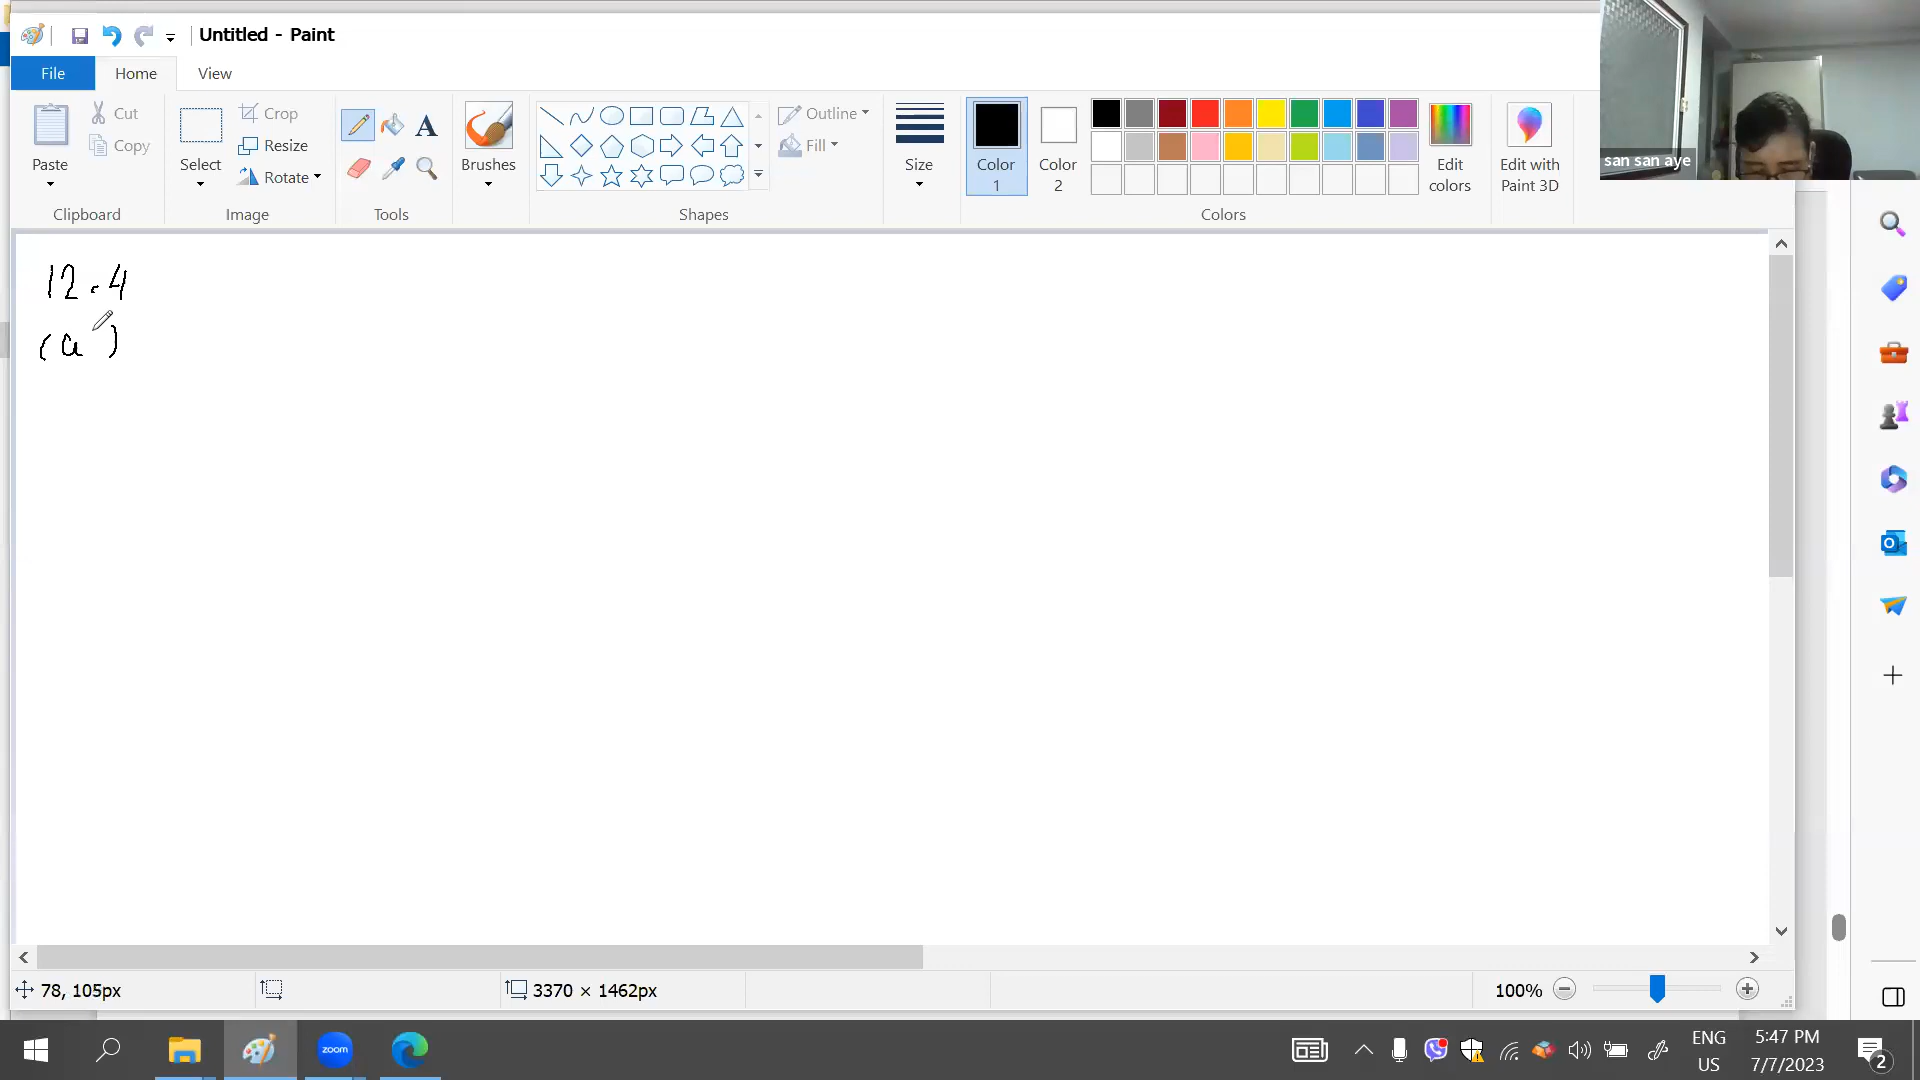 Untitled - Paint
File Home View
Paste Cut Copy Clipboard
Select Crop Resize Rotate Image
Tools
Brushes
Outline Fill Shapes
Size
Color 1 Color 2
Edit colors Colors
Edit with Paint 3D
san san aye
12.4
(a)
78, 105px
3370 × 1462px
100%
zoom
ENG US
5:47 PM
7/7/2023
2